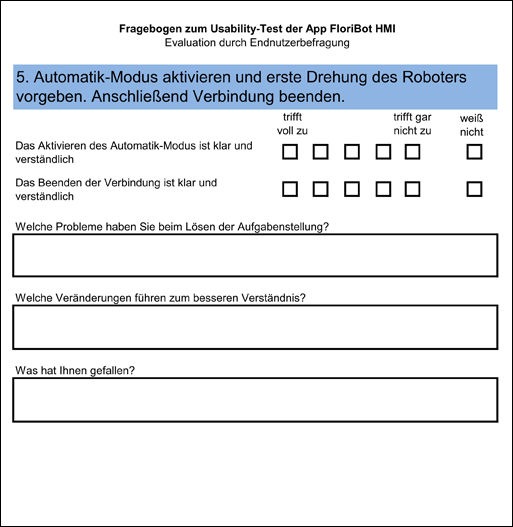 Fragebogen zum Usability-Test der App FloriBot HMI
Evaluation durch Endnutzerbefragung
5. Automatik-Modus aktivieren und erste Drehung des Roboters
vorgeben. Anschließend Verbindung beenden.
trifft voll zu
trifft gar nicht zu
weiß nicht
Das Aktivieren des Automatik-Modus ist klar und
verständlich
Das Beenden der Verbindung ist klar und
verständlich
Welche Probleme haben Sie beim Lösen der Aufgabenstellung?
Welche Veränderungen führen zum besseren Verständnis?
Was hat Ihnen gefallen?